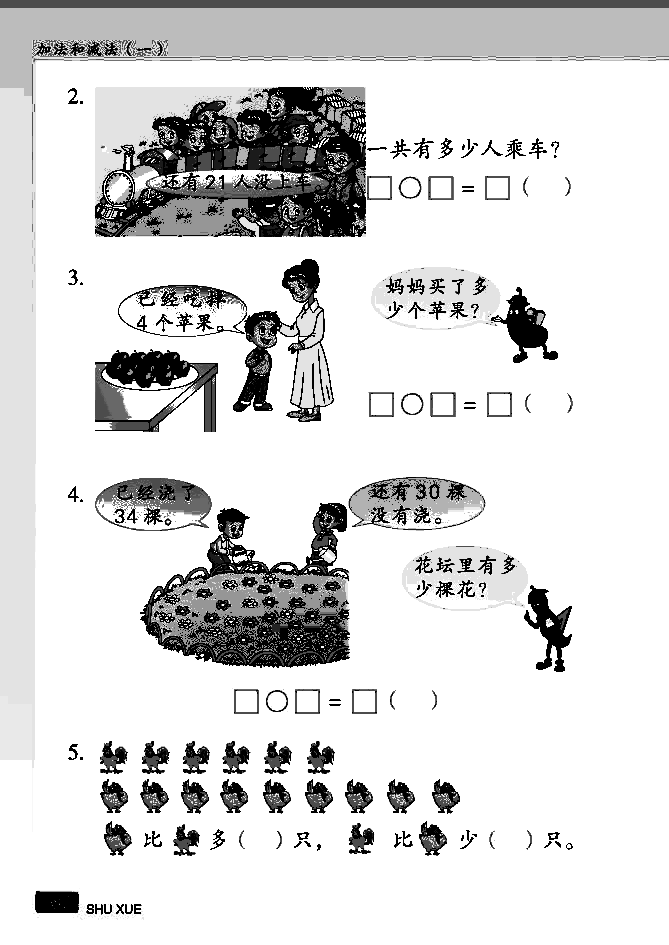 加法和减法（一）
2.
还有21人没上车
一共有多少人乘车？
□○□=□（ ）
3.
已经吃掉
4个苹果。
妈妈买了多
少个苹果？
□○□=□（ ）
4.
已经浇了
34棵。
还有30棵
没有浇。
花坛里有多
少棵花？
□○□=□（ ）
5.
比 多（ ）只， 比 少（ ）只。
SHU XUE